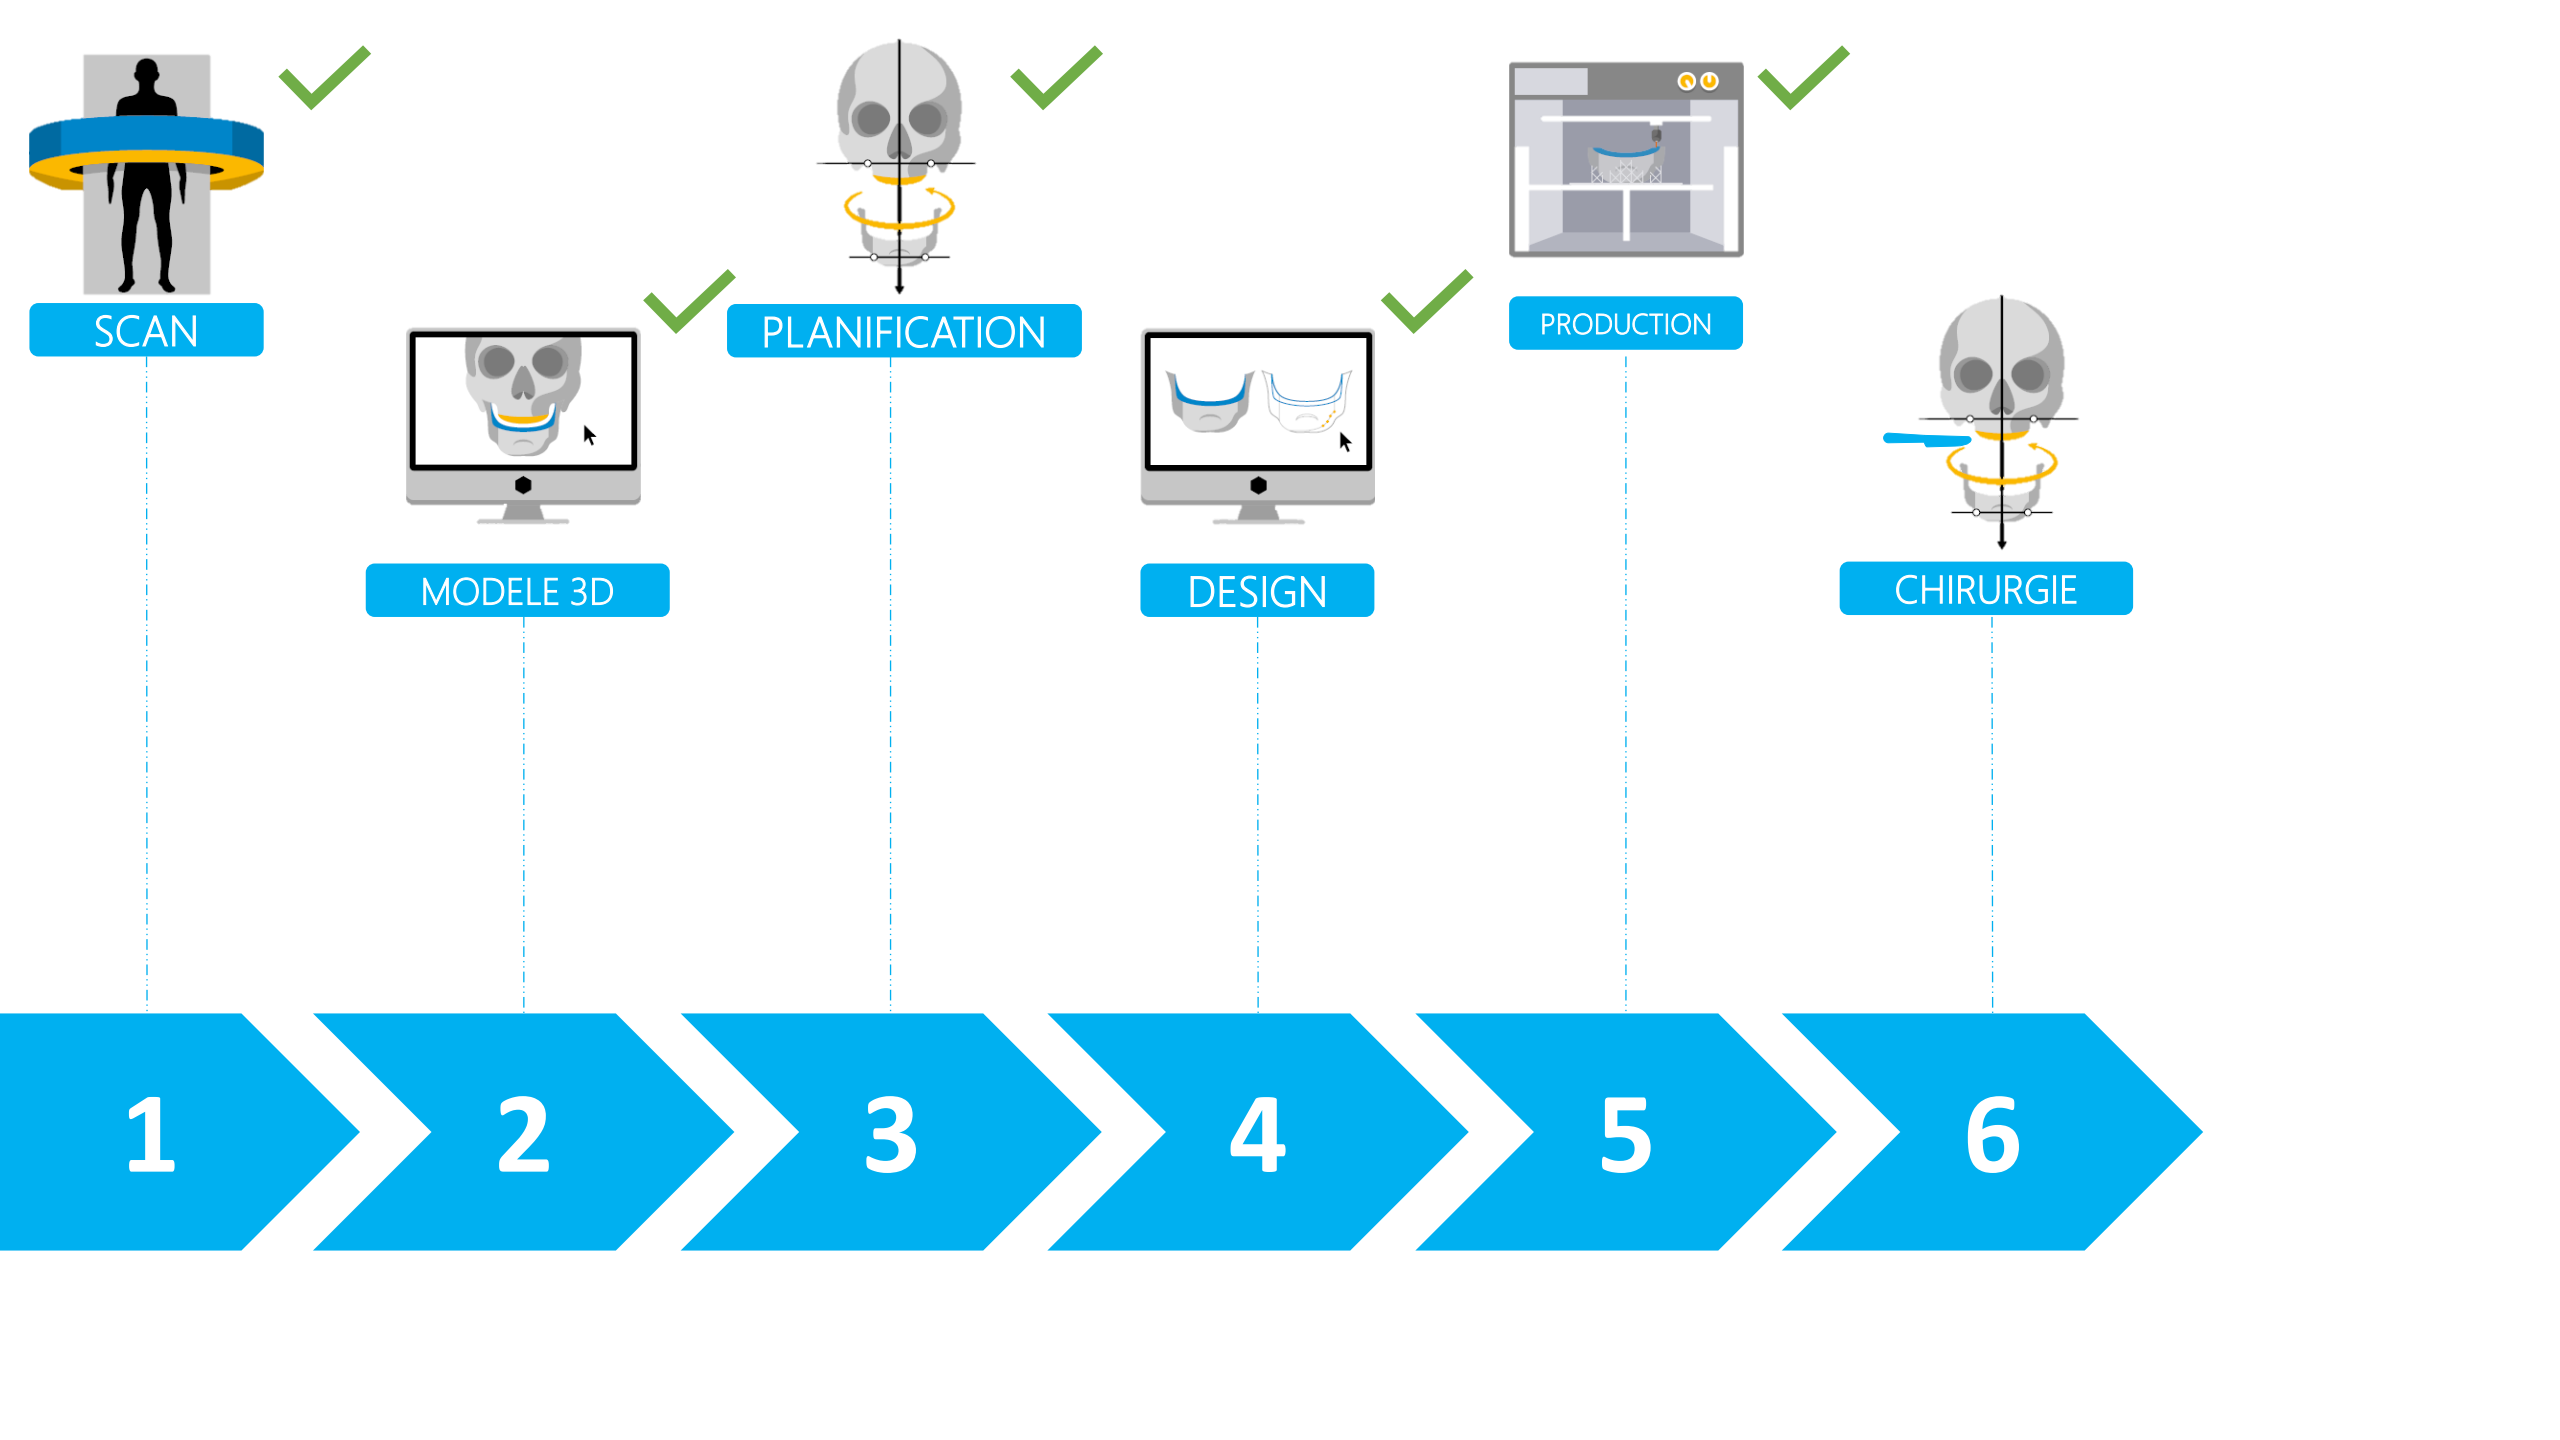 SCAN
MODELE 3D
PLANIFICATION
DESIGN
PRODUCTION
CHIRURGIE
1
2
3
4
5
6